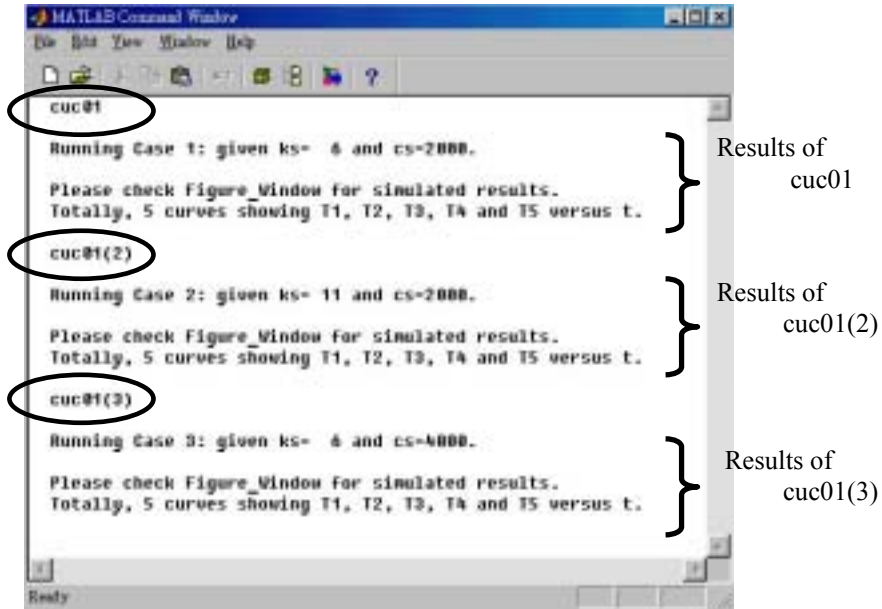 MATLAB Command Window
File Edit View Window Help
cuc01
Running Case 1: given ks= 6 and cs=2000.
Please check Figure_Window for simulated results.
Totally, 5 curves showing T1, T2, T3, T4 and T5 versus t.
Results of
cuc01
cuc01(2)
Running Case 2: given ks= 11 and cs=2000.
Please check Figure_Window for simulated results.
Totally, 5 curves showing T1, T2, T3, T4 and T5 versus t.
Results of
cuc01(2)
cuc01(3)
Running Case 3: given ks= 6 and cs=4000.
Please check Figure_Window for simulated results.
Totally, 5 curves showing T1, T2, T3, T4 and T5 versus t.
Results of
cuc01(3)
Ready